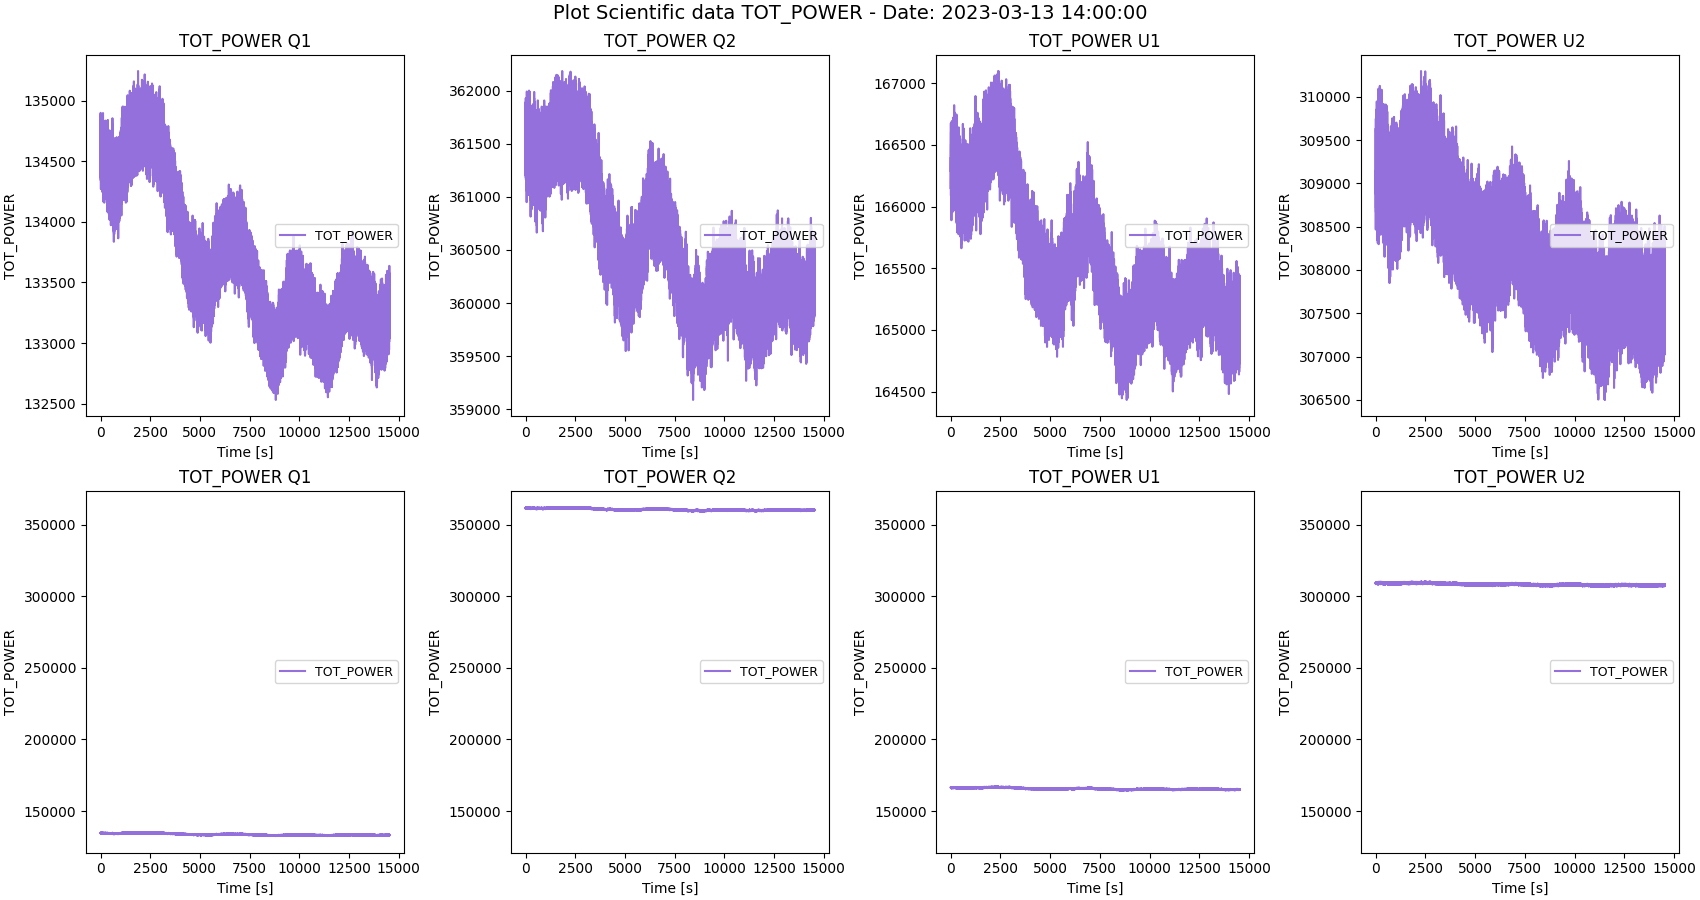 Plot Scientific data TOT_POWER - Date: 2023-03-13 14:00:00
TOT_POWER Q1
TOT_POWER
135000
134500
134000
133500
133000
132500
0 2500 5000 7500 10000 12500 15000
Time [s]
TOT_POWER
TOT_POWER Q2
TOT_POWER
362000
361500
361000
360500
360000
359500
359000
0 2500 5000 7500 10000 12500 15000
Time [s]
TOT_POWER
TOT_POWER U1
TOT_POWER
167000
166500
166000
165500
165000
164500
0 2500 5000 7500 10000 12500 15000
Time [s]
TOT_POWER
TOT_POWER U2
TOT_POWER
310000
309500
309000
308500
308000
307500
307000
306500
0 2500 5000 7500 10000 12500 15000
Time [s]
TOT_POWER
TOT_POWER Q1
TOT_POWER
350000
300000
250000
200000
150000
0 2500 5000 7500 10000 12500 15000
Time [s]
TOT_POWER
TOT_POWER Q2
TOT_POWER
350000
300000
250000
200000
150000
0 2500 5000 7500 10000 12500 15000
Time [s]
TOT_POWER
TOT_POWER U1
TOT_POWER
350000
300000
250000
200000
150000
0 2500 5000 7500 10000 12500 15000
Time [s]
TOT_POWER
TOT_POWER U2
TOT_POWER
350000
300000
250000
200000
150000
0 2500 5000 7500 10000 12500 15000
Time [s]
TOT_POWER